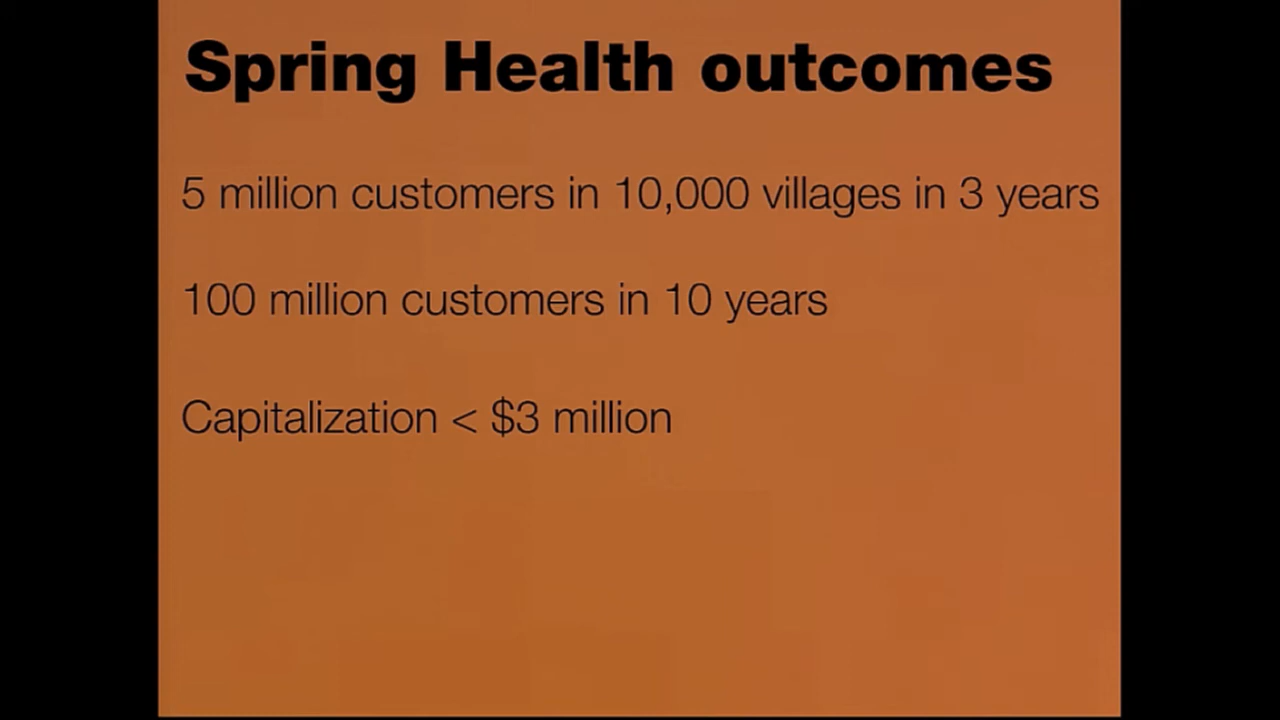 Spring Health outcomes
5 million customers in 10,000 villages in 3 years
100 million customers in 10 years
Capitalization < $3 million